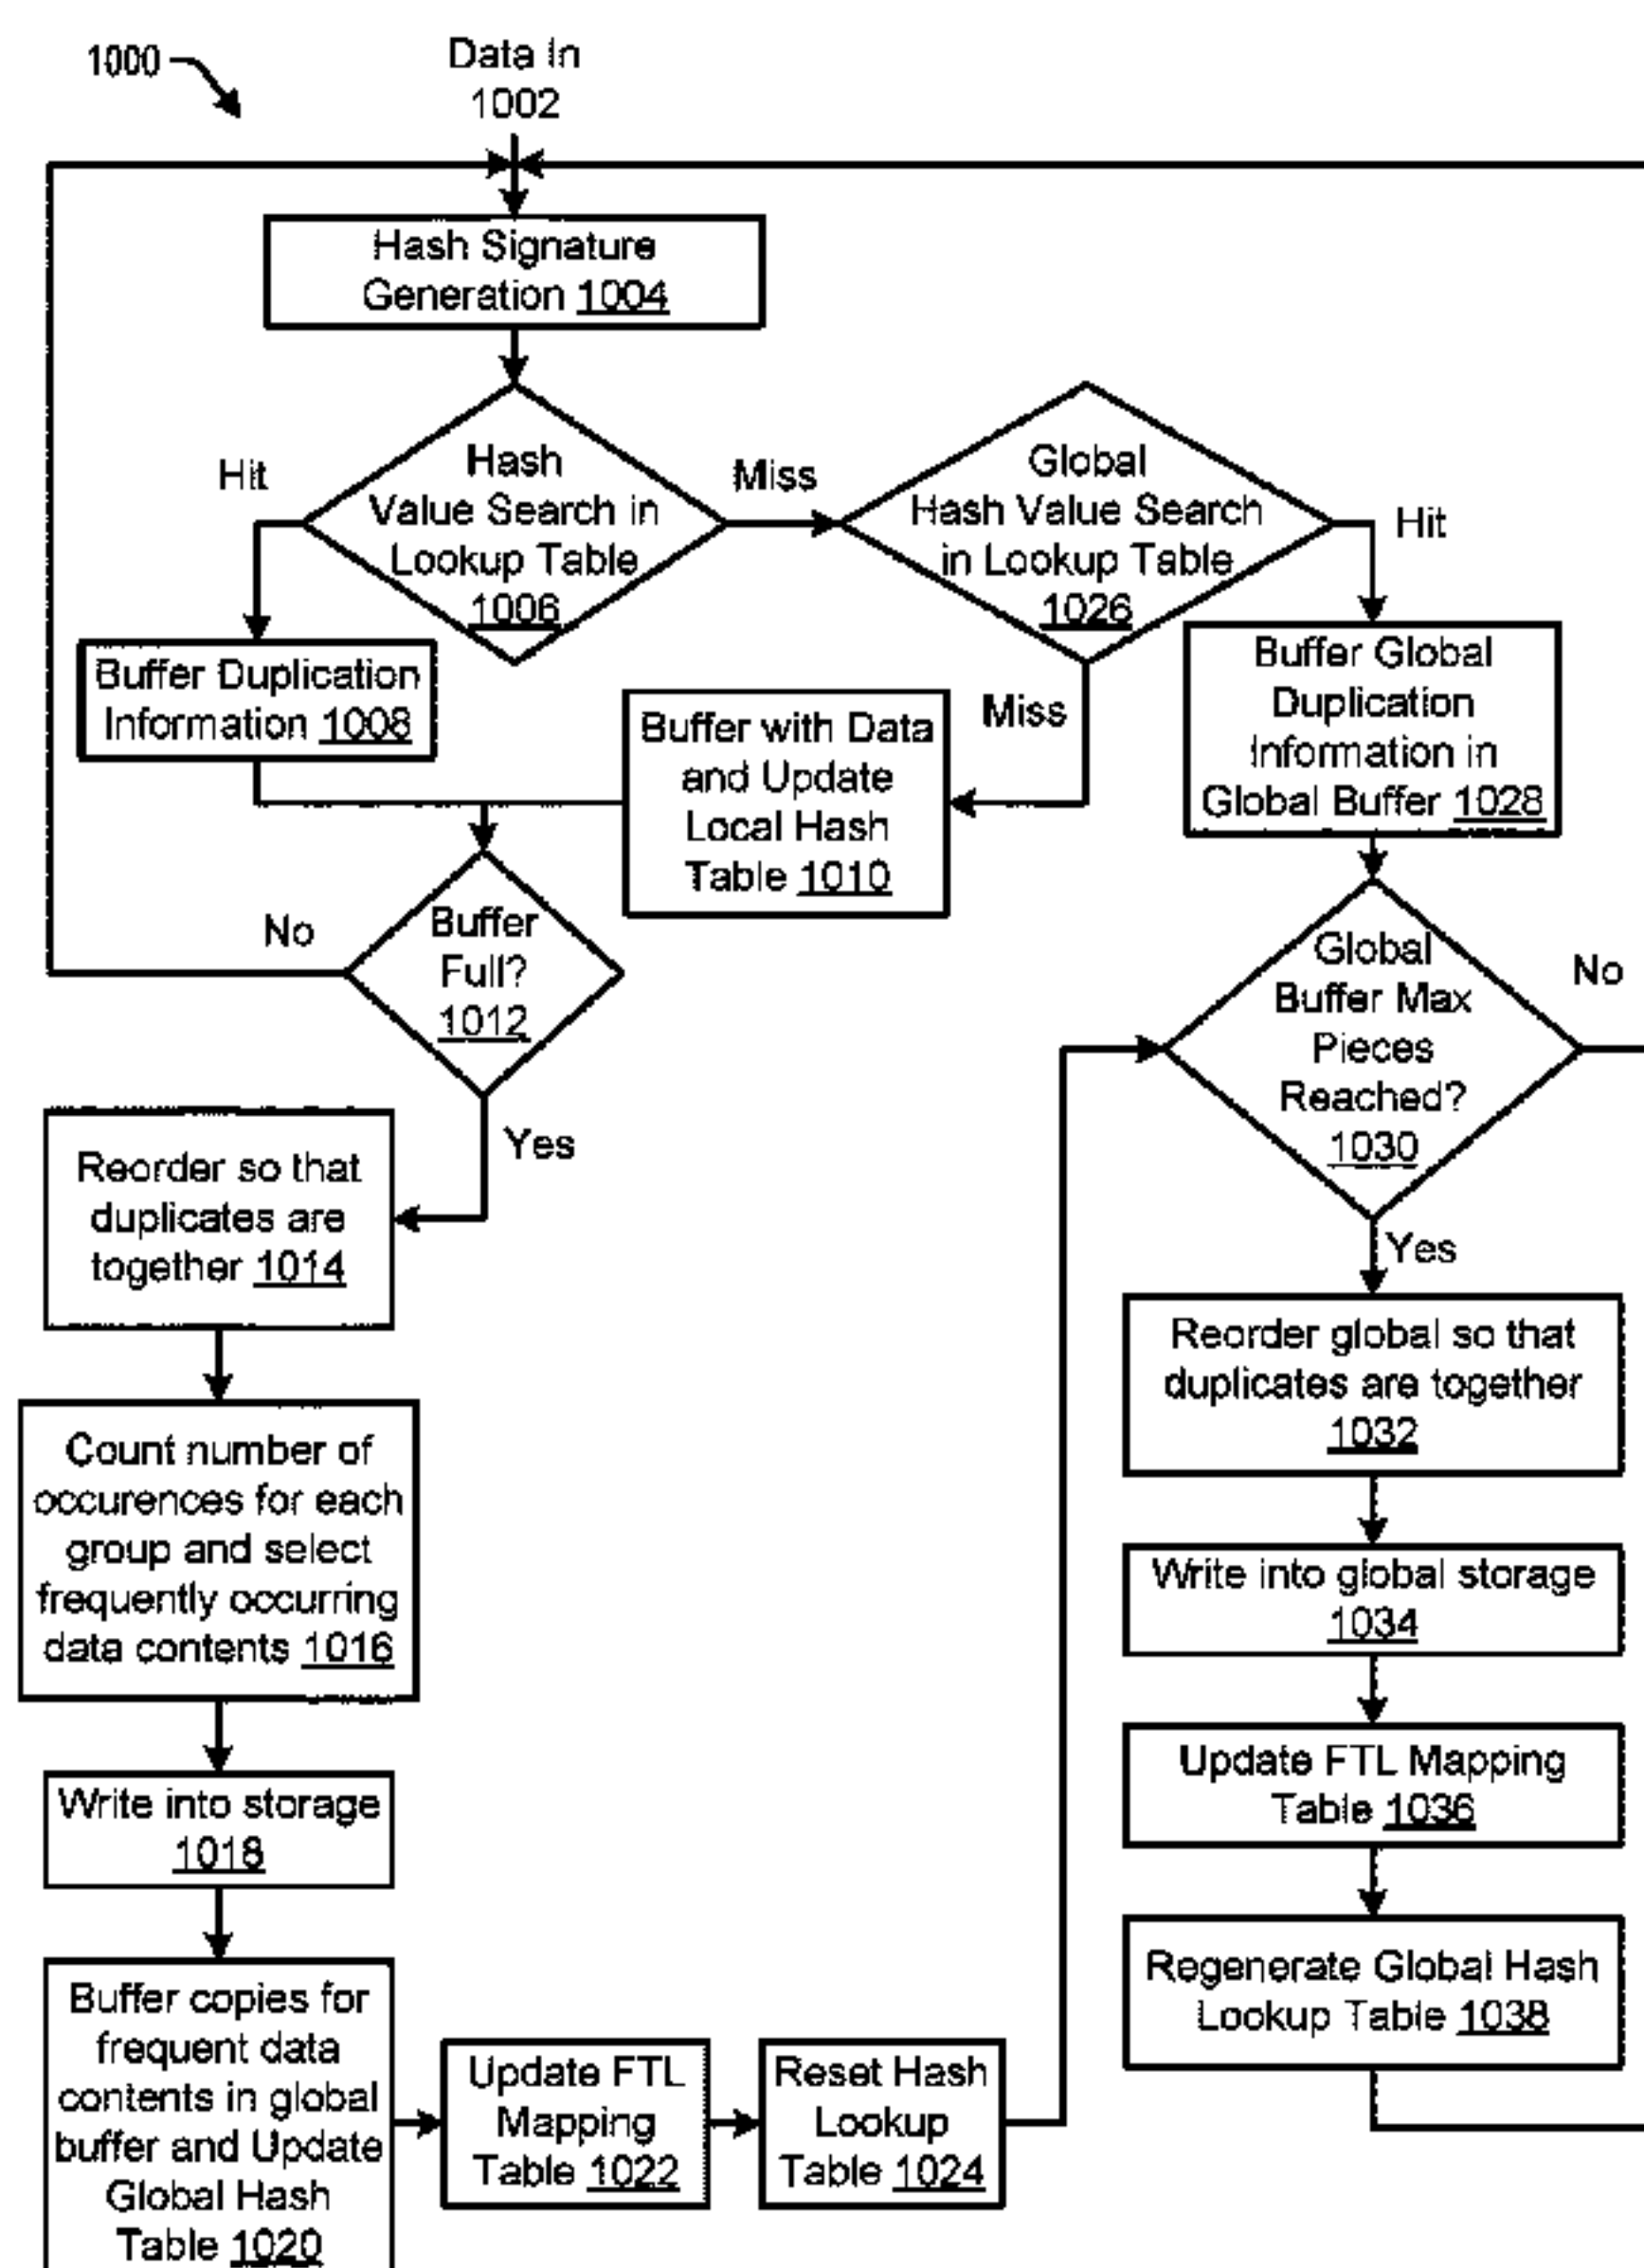 1000
Data In
1002
Hash Signature
Generation 1004
Hit
Hash
Value Search in
Lookup Table
1006
Miss
Global
Hash Value Search
in Lookup Table
1026
Hit
Buffer Duplication
Information 1008
Buffer with Data
and Update
Local Hash
Table 1010
Miss
Buffer Global
Duplication
Information in
Global Buffer 1028
No
Buffer
Full?
1012
Yes
Global
Buffer Max
Pieces
Reached?
1030
No
Yes
Reorder so that
duplicates are
together 1014
Count number of
occurences for each
group and select
frequently occurring
data contents 1016
Write into storage
1018
Buffer copies for
frequent data
contents in global
buffer and Update
Global Hash
Table 1020
Update FTL
Mapping
Table 1022
Reset Hash
Lookup
Table 1024
Reorder global so that
duplicates are together
1032
Write into global storage
1034
Update FTL Mapping
Table 1036
Regenerate Global Hash
Lookup Table 1038